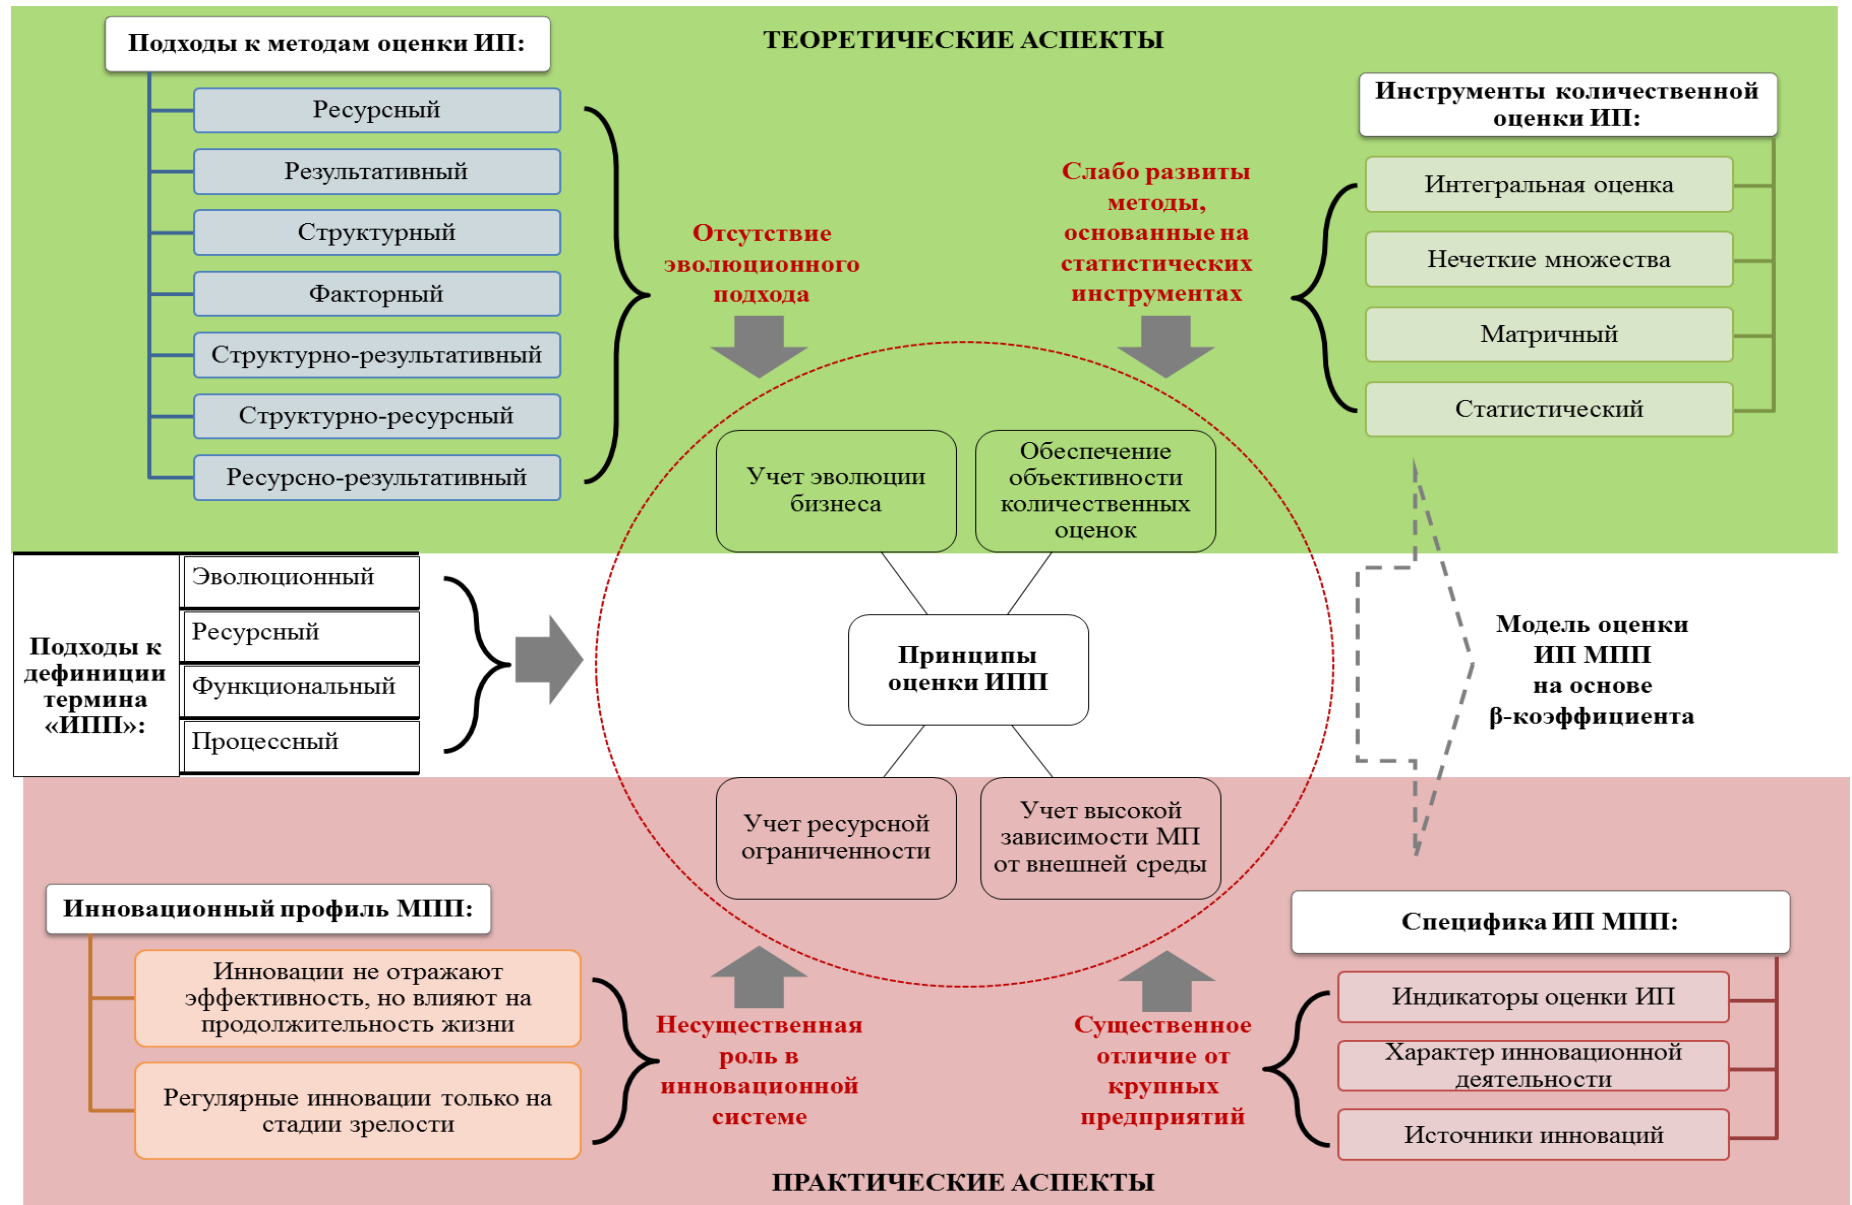 ТЕОРЕТИЧЕСКИЕ АСПЕКТЫ
Подходы к методам оценки ИП:
Ресурсный
Результативный
Структурный
Факторный
Структурно-результативный
Структурно-ресурсный
Ресурсно-результативный
Отсутствие
эволюционного
подхода
Слабо развиты
методы,
основанные на
статистических
инструментах
Инструменты количественной
оценки ИП:
Интегральная оценка
Нечеткие множества
Матричный
Статистический
Учет эволюции
бизнеса
Обеспечение
объективности
количественных
оценок
Подходы к
дефиниции
термина
«ИПП»:
Эволюционный
Ресурсный
Функциональный
Процессный
Принципы
оценки ИПП
Модель оценки
ИП МПП
на основе
β-коэффициента
Учет ресурсной
ограниченности
Учет высокой
зависимости МП
от внешней среды
Инновационный профиль МПП:
Инновации не отражают
эффективность, но влияют на
продолжительность жизни
Регулярные инновации только на
стадии зрелости
Несущественная
роль в
инновационной
системе
Существенное
отличие от
крупных
предприятий
Специфика ИП МПП:
Индикаторы оценки ИП
Характер инновационной
деятельности
Источники инноваций
ПРАКТИЧЕСКИЕ АСПЕКТЫ